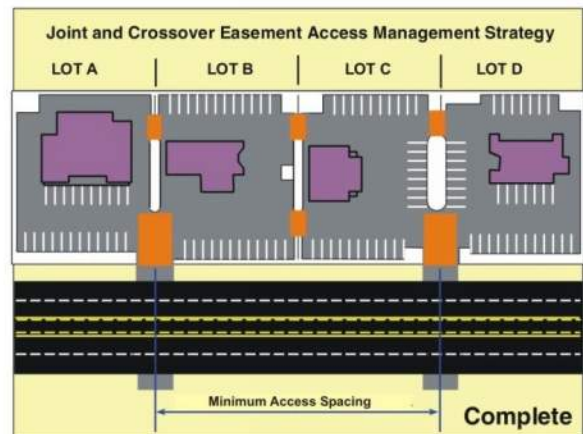 Joint and Crossover Easement Access Management Strategy
LOT A LOT B LOT C LOT D
Minimum Access Spacing
Complete